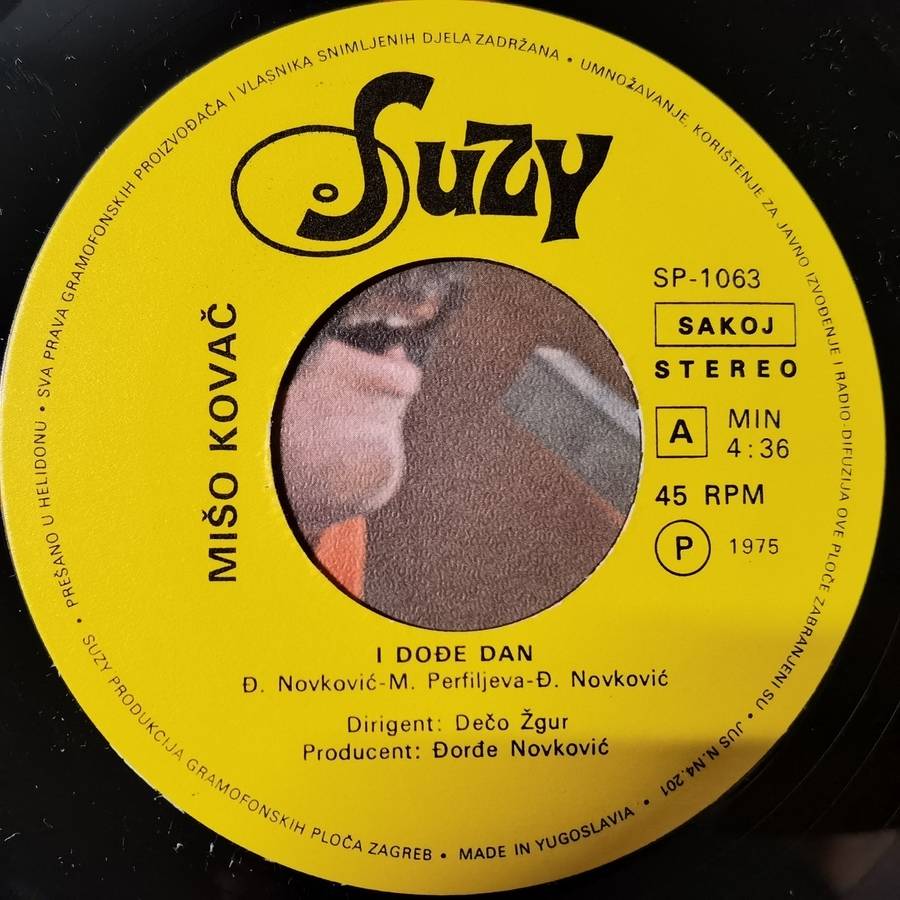 Suzy
SP-1063
SAKOJ
STEREO
A
MIN
4:36
45 RPM
P
1975
MIŠO KOVAČ
I DOĐE DAN
Đ. Novković-M. Perfiljeva-Đ. Novković
Dirigent: Dečo Žgur
Producent: Đorđe Novković
SUZY PRODUKCIJA GRAMOFONSKIH PLOČA ZAGREB • MADE IN YUGOSLAVIA •
PREŠANO U HELIDONU • SVA PRAVA GRAMOFONSKIH PROIZVOĐAČA I VLASNIKA SNIMLJENIH DJELA ZADRŽANA • UMNOŽAVANJE, KORIŠTENJE ZA JAVNO IZVOĐENJE I RADIO-DIFUZIJA OVE PLOČE ZABRANJENI SU • JUS N.N4.201